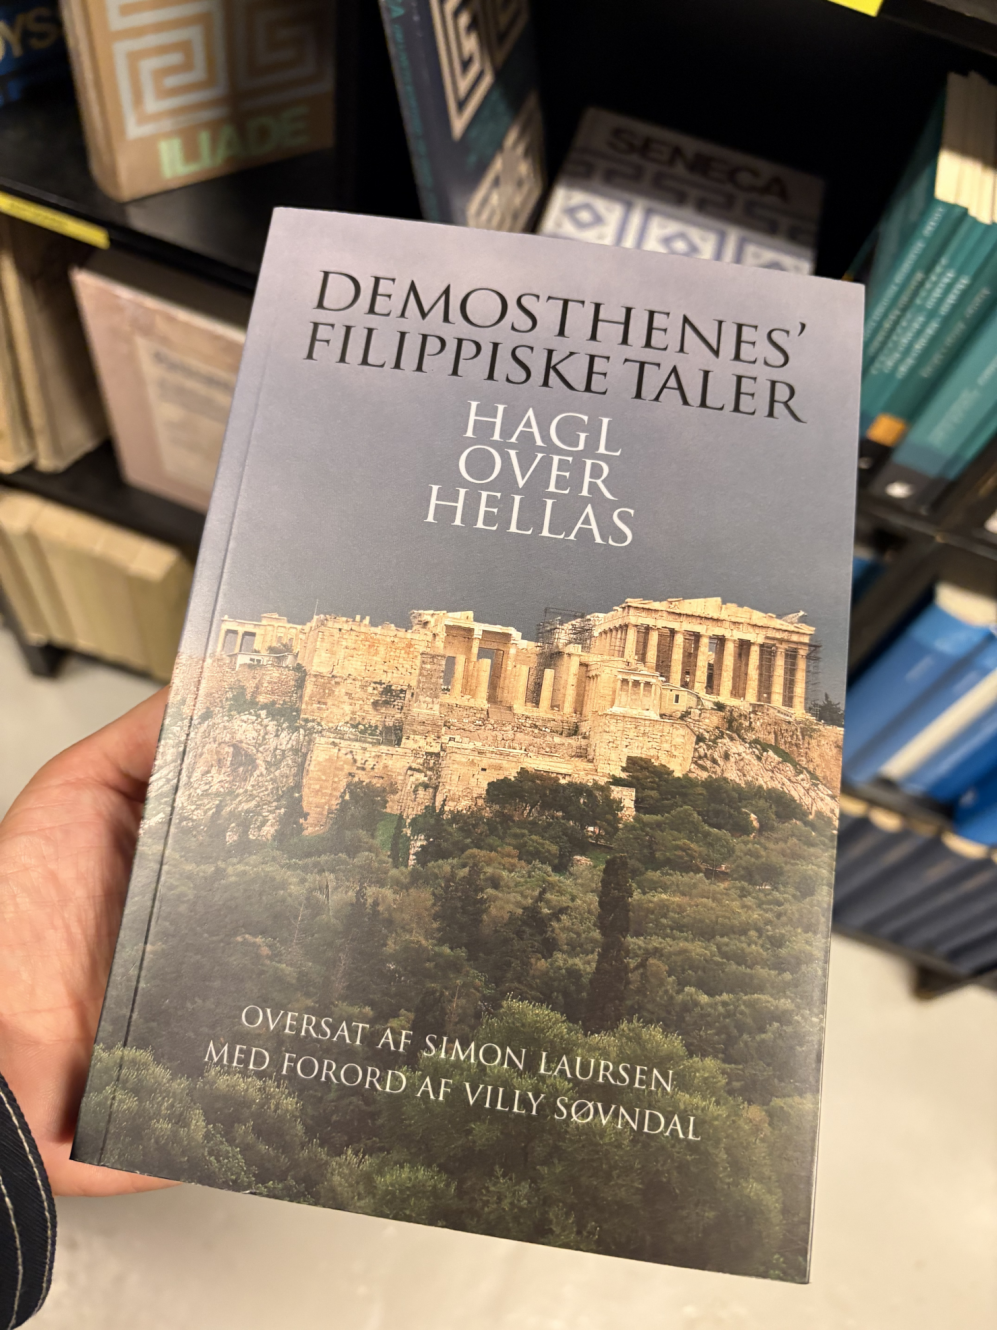 ILIADE
SENECA
DEMOSTHENES’
FILIPPISKE TALER
HAGL
OVER
HELLAS
OVERSAT AF SIMON LAURSEN
MED FORORD AF VILLY SØVNDAL